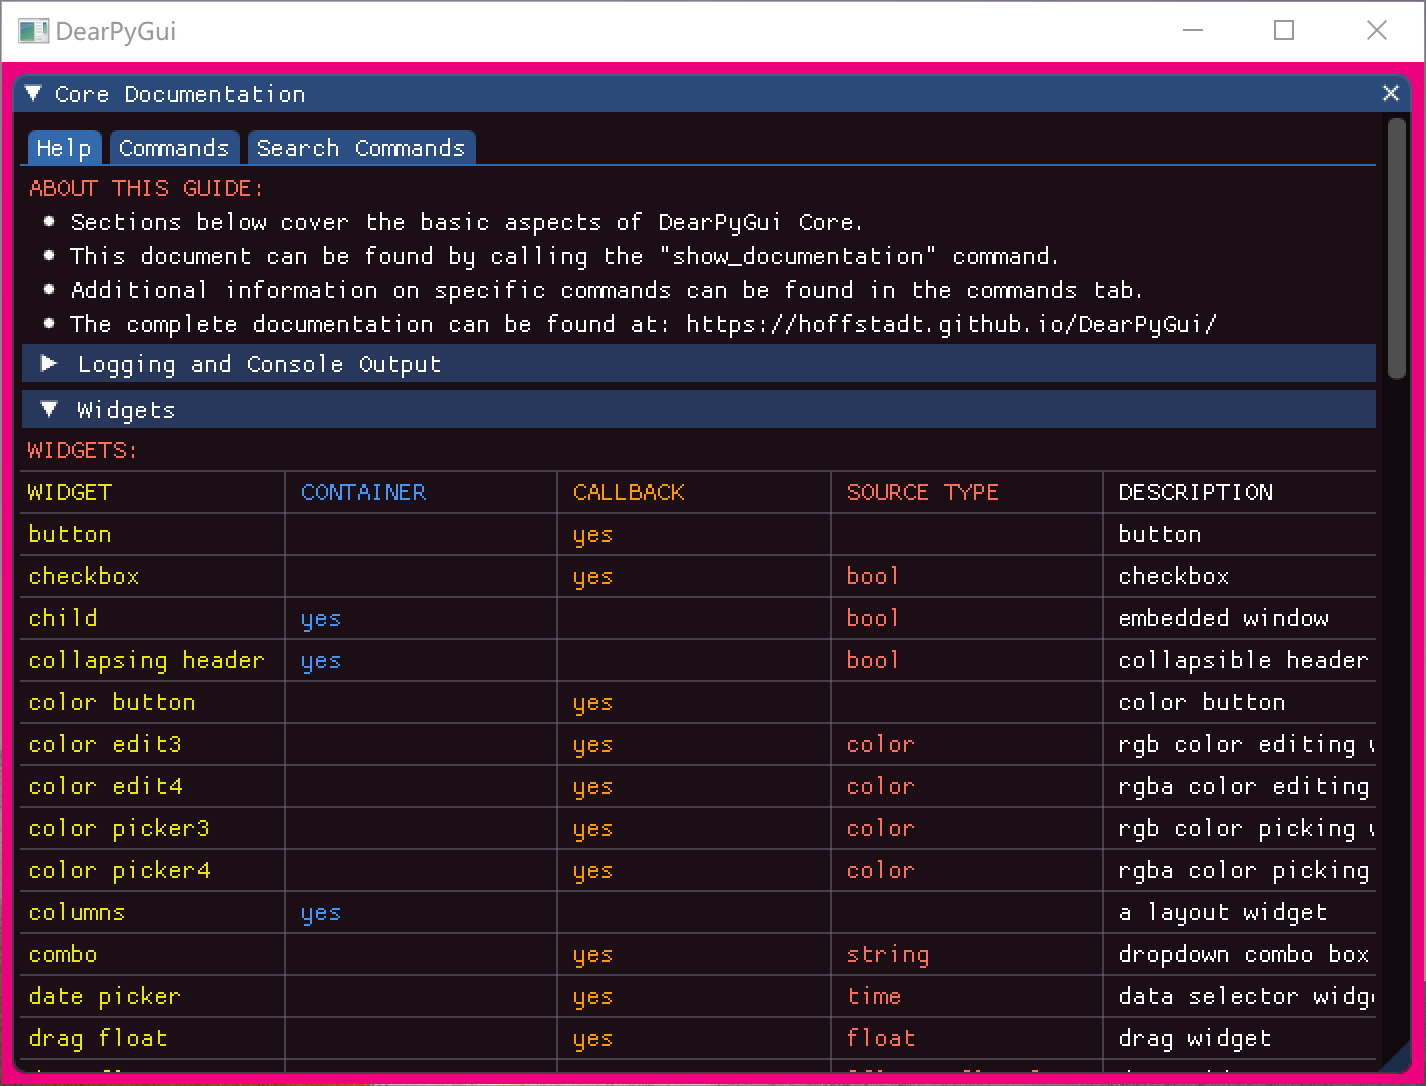 DearPyGui
Core Documentation
Help Commands Search Commands
ABOUT THIS GUIDE:
Sections below cover the basic aspects of DearPyGui Core.
This document can be found by calling the "show_documentation" command.
Additional information on specific commands can be found in the commands tab.
The complete documentation can be found at: https://hoffstadt.github.io/DearPyGui/
Logging and Console Output
Widgets
WIDGETS:
WIDGET CONTAINER CALLBACK SOURCE TYPE DESCRIPTION
button yes button
checkbox yes bool checkbox
child yes bool embedded window
collapsing header yes bool collapsible header
color button yes color button
color edit3 yes color rgb color editing
color edit4 yes color rgba color editing
color picker3 yes color rgb color picking
color picker4 yes color rgba color picking
columns yes a layout widget
combo yes string dropdown combo box
date picker yes time data selector
drag float yes float drag widget